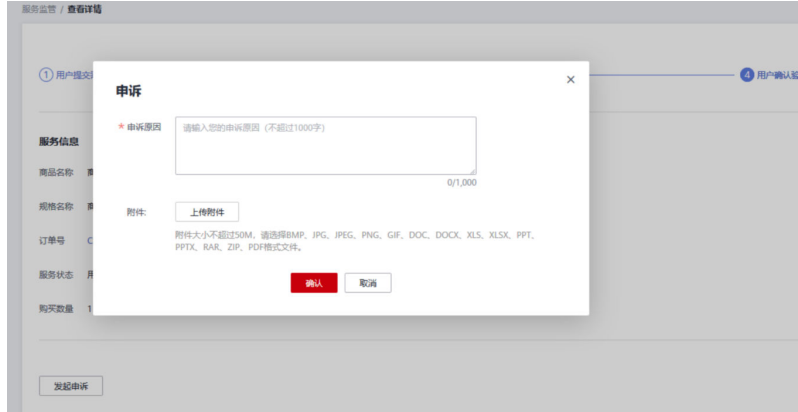 服务监管 / 查看详情
1 用户提交
4 用户确认验
申诉
* 申诉原因 请输入您的申诉原因（不超过1000字）
0/1,000
服务信息
商品名称
规格名称
订单号 C
服务状态
购买数量 1
附件: 上传附件
附件大小不超过50M，请选择BMP、JPG、JPEG、PNG、GIF、DOC、DOCX、XLS、XLSX、PPT、
PPTX、RAR、ZIP、PDF格式文件。
确认 取消
发起申诉